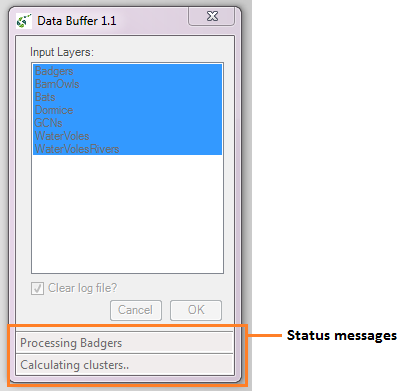 Data Buffer 1.1
Input Layers:
Badgers
BarnOwls
Bats
Dormice
GCNs
WaterVoles
WaterVolesRivers
Clear log file?
Cancel
OK
Processing Badgers
Status messages
Calculating clusters..